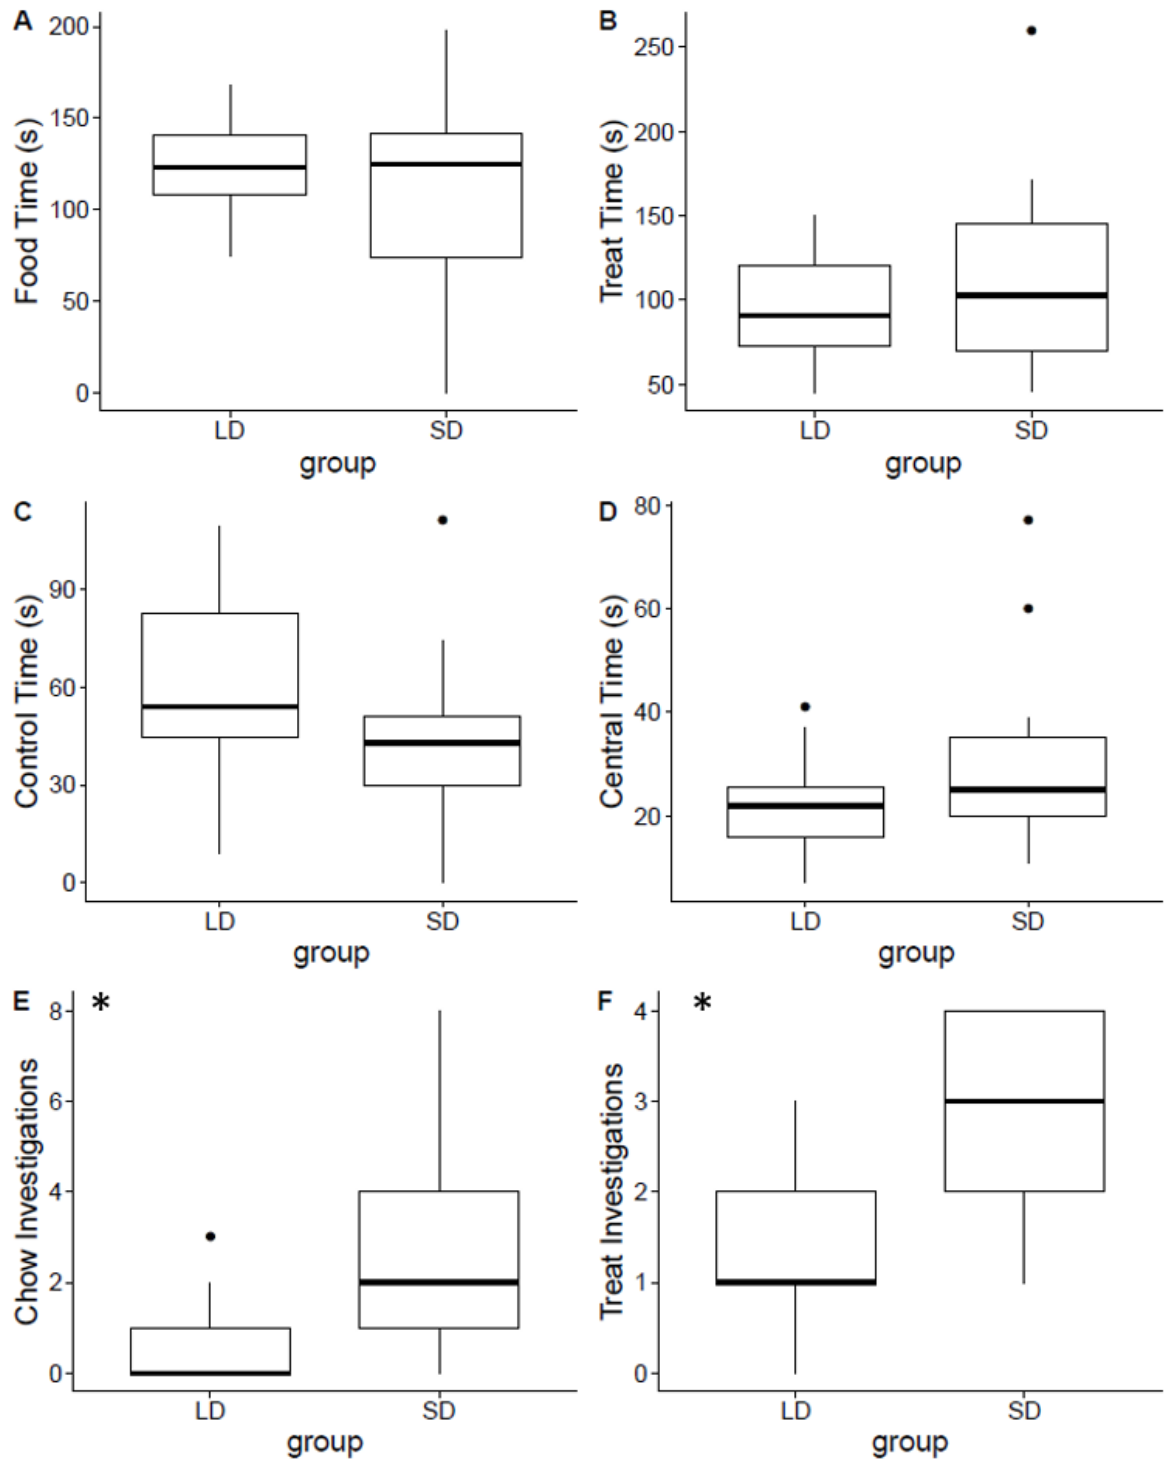 A
Food Time (s)
200
150
100
50
0
LD SD
group
B
Treat Time (s)
250
200
150
100
50
LD SD
group
C
Control Time (s)
90
60
30
0
LD SD
group
D
Central Time (s)
80
60
40
20
LD SD
group
E *
Chow Investigations
8
6
4
2
0
LD SD
group
F *
Treat Investigations
4
3
2
1
0
LD SD
group